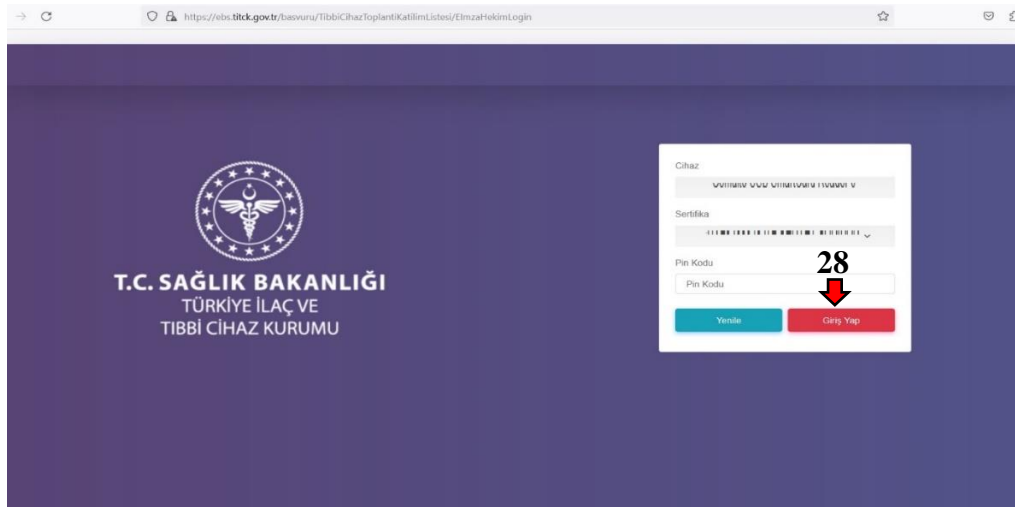 https://ebs.titck.gov.tr/basvuru/TibbiCihazToplantiKatilimListesi/EImzaHekimLogin
T.C. SAĞLIK BAKANLIĞI
TÜRKİYE İLAÇ VE
TIBBİ CİHAZ KURUMU
Cihaz
Sertifika
Pin Kodu
28
Pin Kodu
Yenile
Giriş Yap